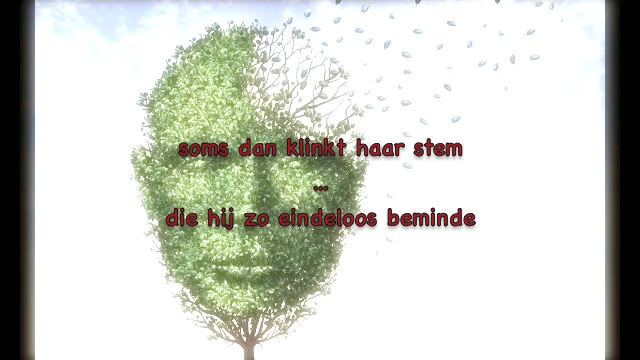 soms dan klinkt haar stem
...
die hij zo eindeloos beminde